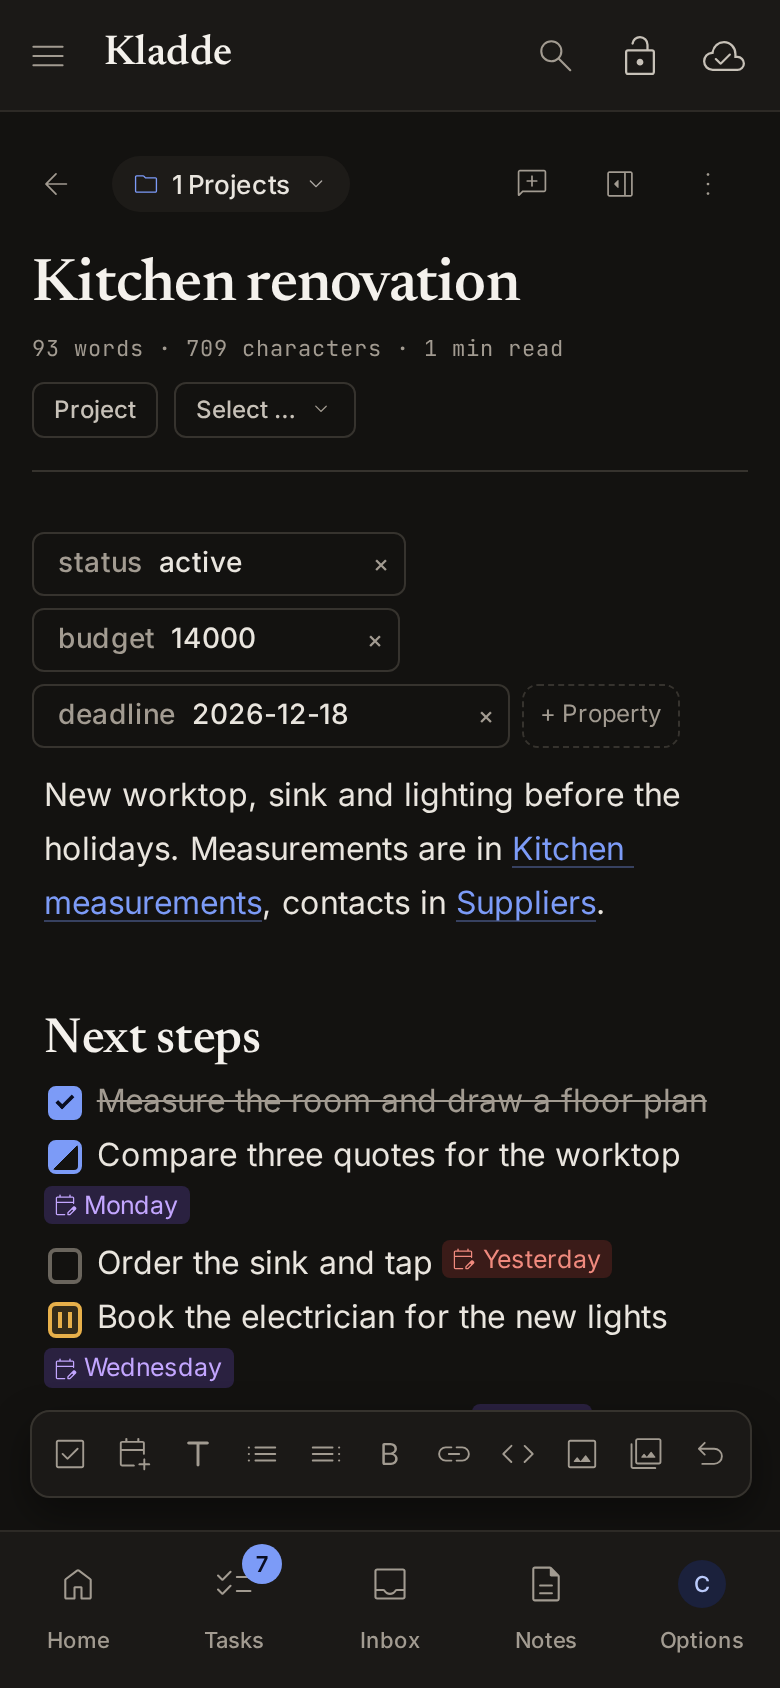 Kladde
1 Projects
Kitchen renovation
93 words · 709 characters · 1 min read
Project
Select ...
status active ×
budget 14000 ×
deadline 2026-12-18 ×
+ Property
New worktop, sink and lighting before the
holidays. Measurements are in Kitchen
measurements, contacts in Suppliers.
Next steps
Measure the room and draw a floor plan
Compare three quotes for the worktop
Monday
Order the sink and tap Yesterday
Book the electrician for the new lights
Wednesday
T B
7
C
Home Tasks Inbox Notes Options